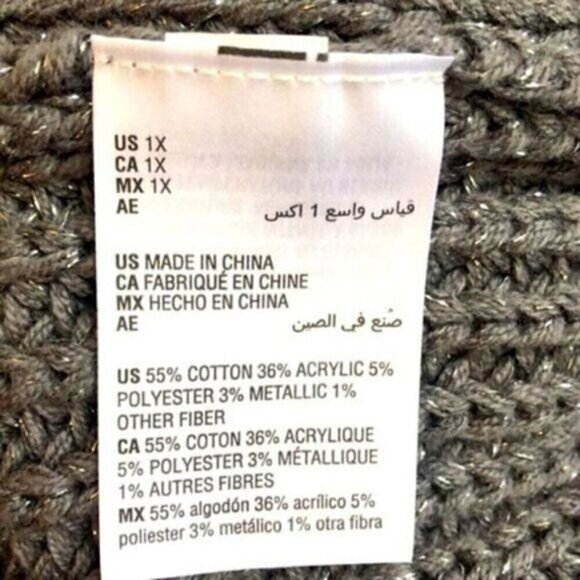 US 1X
CA 1X
MX 1X
AE قياس واسع 1 اكس
US MADE IN CHINA
CA FABRIQUÉ EN CHINE
MX HECHO EN CHINA
AE صُنع في الصين
US 55% COTTON 36% ACRYLIC 5%
POLYESTER 3% METALLIC 1%
OTHER FIBER
CA 55% COTON 36% ACRYLIQUE
5% POLYESTER 3% MÉTALLIQUE
1% AUTRES FIBRES
MX 55% algodón 36% acrílico 5%
poliester 3% metálico 1% otra fibra